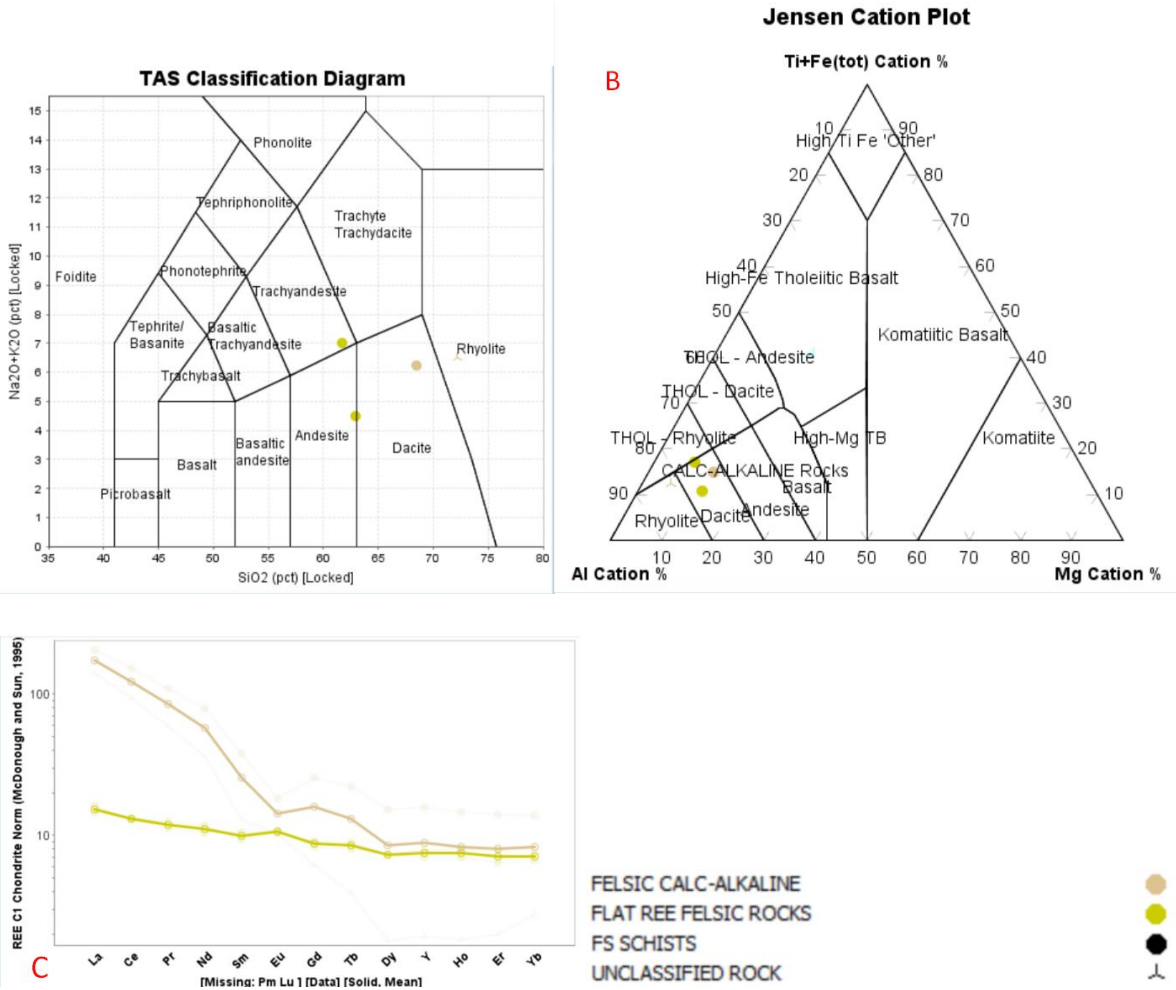 TAS Classification Diagram
15
14
13
12
11
10
9
8
7
6
5
4
3
2
1
0
Na2O+K2O (pct) [Locked]
Phonolite
Tephriphonolite
Trachyte
Trachydacite
Foidite
Phonotephrite
Trachyandesite
Tephrite/
Basanite
Basaltic
Trachyandesite
Rhyolite
Trachybasalt
Andesite
Basaltic
andesite
Dacite
Basalt
Picrobasalt
35 40 45 50 55 60 65 70 75 80
SiO2 (pct) [Locked]
Jensen Cation Plot
B
Ti+Fe(tot) Cation %
10 90
High Ti Fe 'Other'
20 80
30 70
40 60
High-Fe Tholeiitic Basalt
50 50
Komatiitic Basalt
60 40
THOL - Andesite
THOL - Dacite
70 30
THOL - Rhyolite
High-Mg TB
Komatiite
80 20
CALC-ALKALINE Rocks
Basalt
90 10
Andesite
Dacite
Rhyolite
10 20 30 40 50 60 70 80 90
Al Cation %
Mg Cation %
REE C1 Chondrite Norm (McDonough and Sun, 1995)
100
10
La Ce Pr Nd Sm Eu Gd Tb Dy Y Ho Er Yb
C
[Missing: Pm Lu ] [Data] [Solid, Mean]
FELSIC CALC-ALKALINE
FLAT REE FELSIC ROCKS
FS SCHISTS
UNCLASSIFIED ROCK